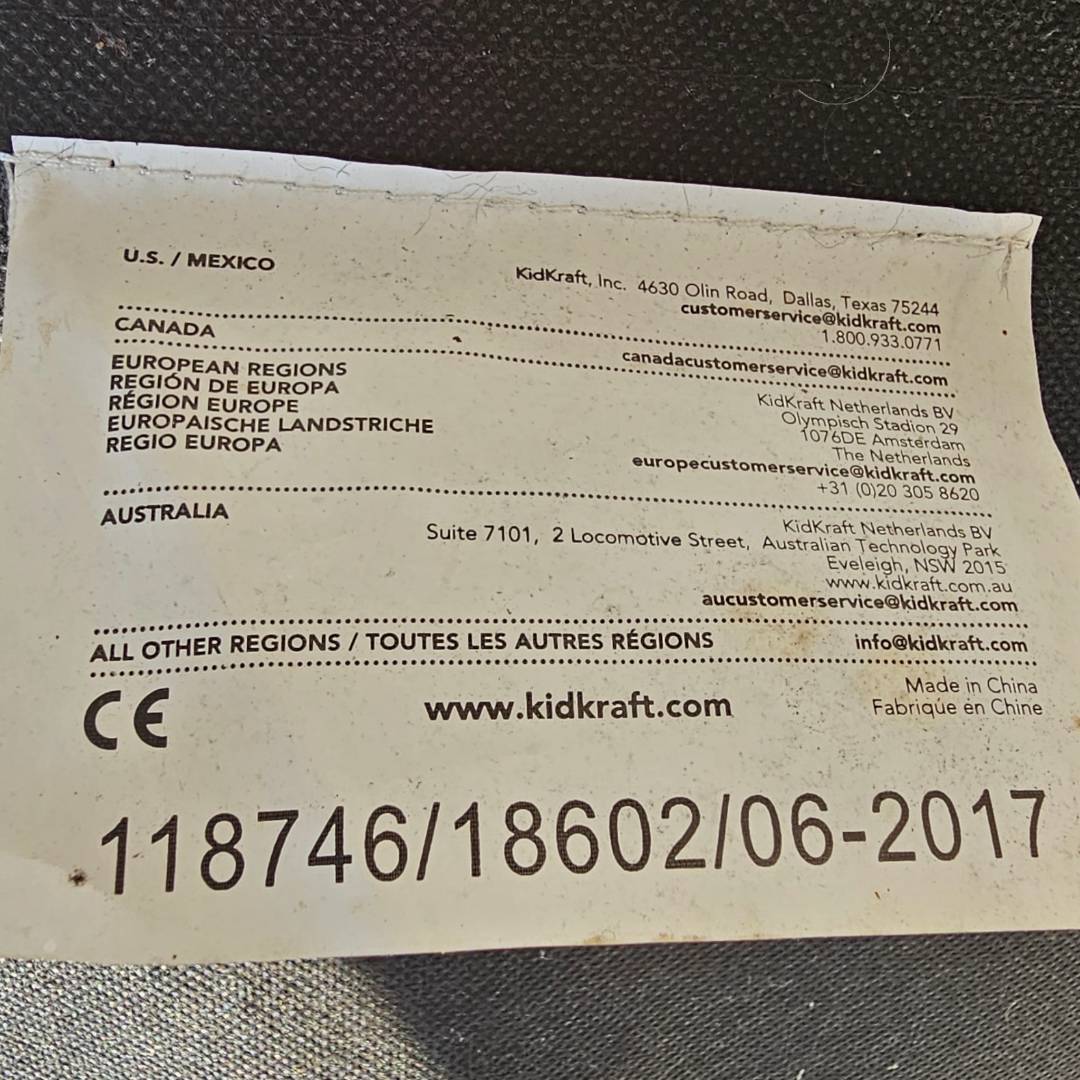 U.S. / MEXICO
KidKraft, Inc. 4630 Olin Road, Dallas, Texas 75244
customerservice@kidkraft.com
1.800.933.0771
CANADA
canadacustomerservice@kidkraft.com
EUROPEAN REGIONS
REGIÓN DE EUROPA
RÉGION EUROPE
EUROPAISCHE LANDSTRICHE
REGIO EUROPA
KidKraft Netherlands BV
Olympisch Stadion 29
1076DE Amsterdam
The Netherlands
europecustomerservice@kidkraft.com
+31 (0)20 305 8620
AUSTRALIA
KidKraft Netherlands BV
Suite 7101, 2 Locomotive Street, Australian Technology Park
Eveleigh, NSW 2015
www.kidkraft.com.au
aucustomerservice@kidkraft.com
ALL OTHER REGIONS / TOUTES LES AUTRES RÉGIONS
info@kidkraft.com
CE
www.kidkraft.com
Made in China
Fabriqué en Chine
118746/18602/06-2017